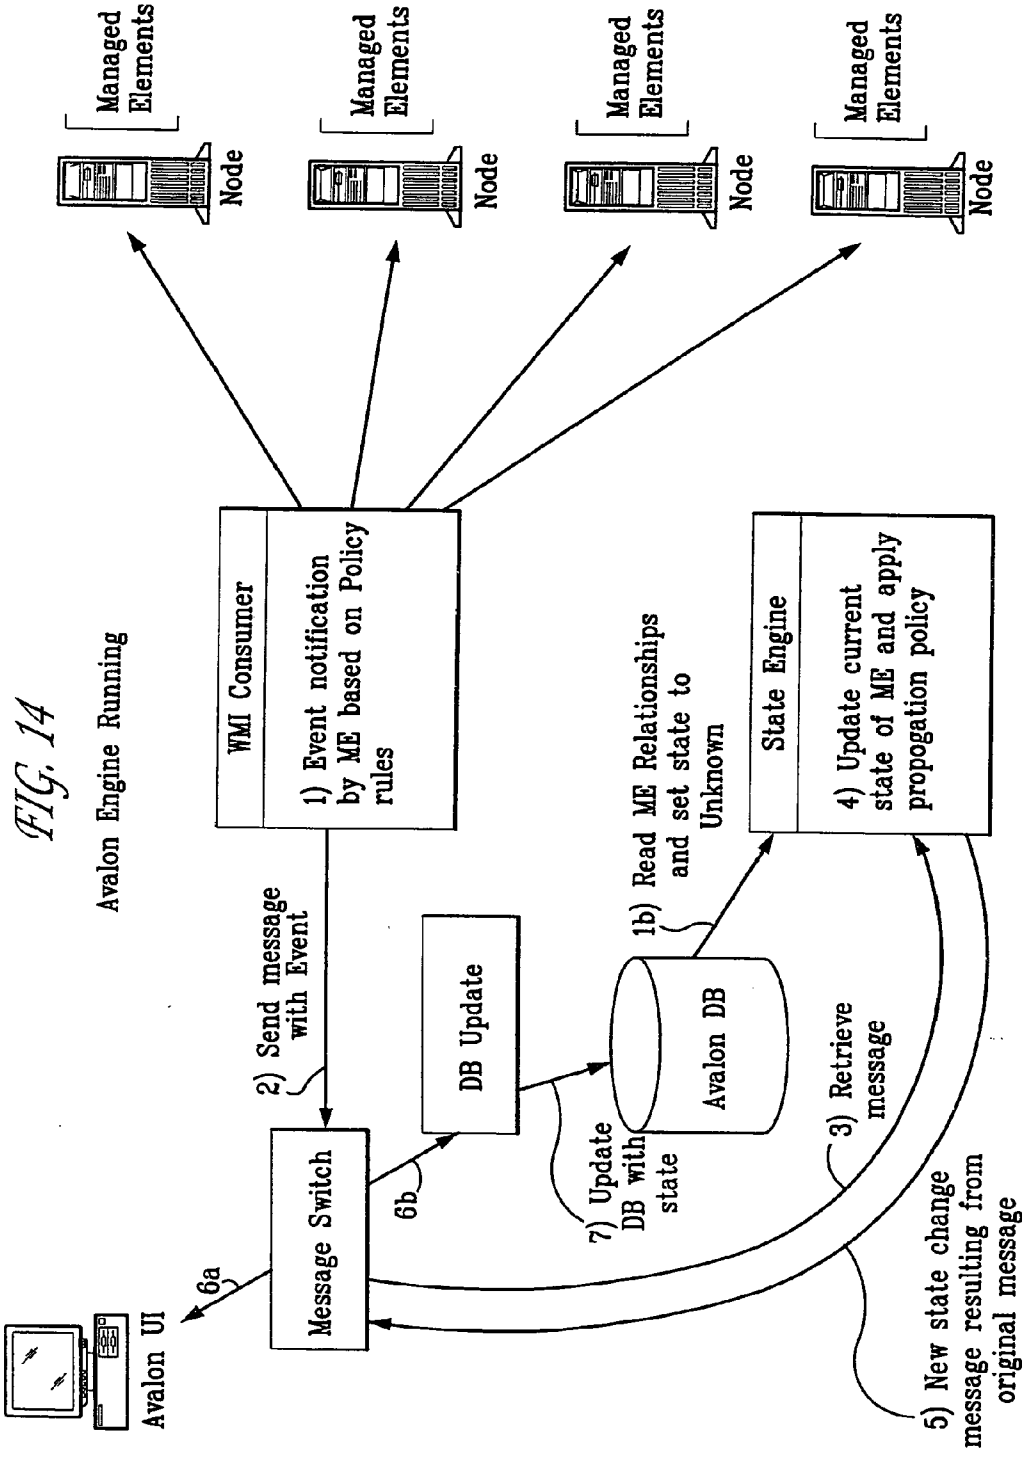 FIG. 14
Avalon Engine Running
Avalon UI
6a
Message Switch
2) Send message
with Event
WMI Consumer
1) Event notification
by ME based on Policy
rules
Node
Managed
Elements
Node
Managed
Elements
Node
Managed
Elements
Node
Managed
Elements
6b
DB Update
7) Update
DB with
state
Avalon DB
1b) Read ME Relationships
and set state to
Unknown
State Engine
4) Update current
state of ME and apply
propogation policy
3) Retrieve
message
5) New state change
message resulting from
original message